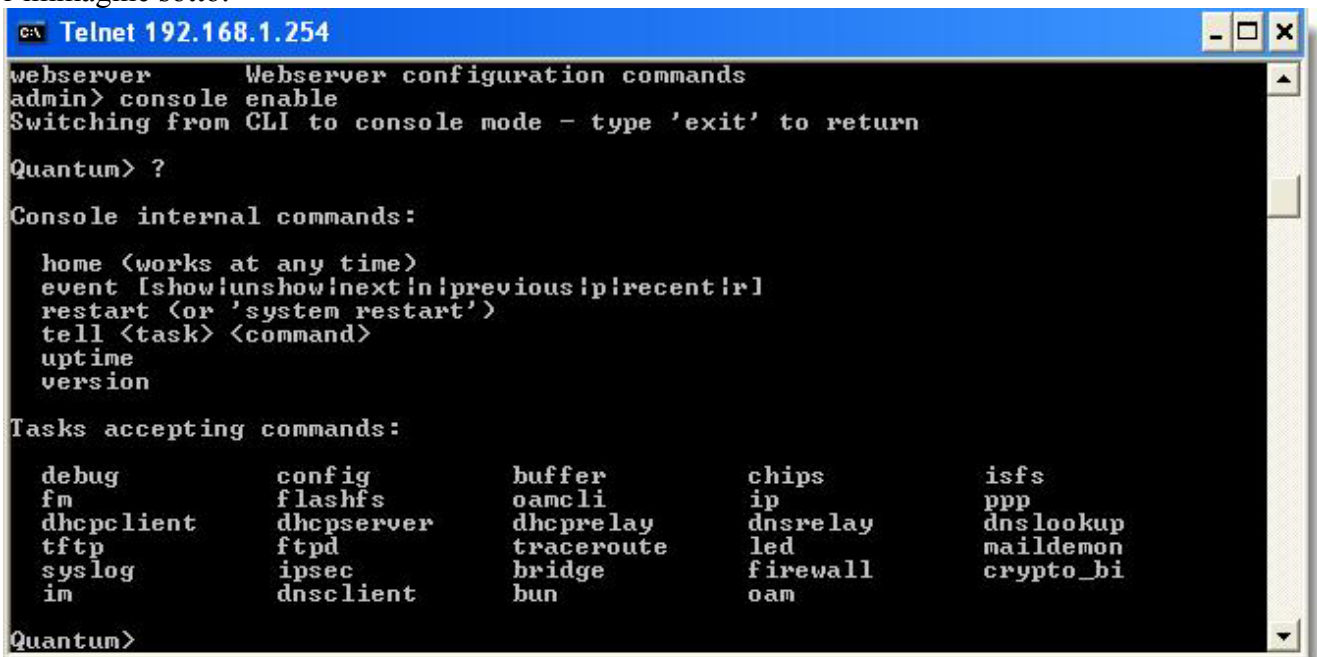 l'immagine sotto.
Telnet 192.168.1.254
webserver Webserver configuration commands
admin> console enable
Switching from CLI to console mode - type 'exit' to return
Quantum> ?
Console internal commands:
home (works at any time)
event [show|unshow|next|n|previous|p|recent|r]
restart (or 'system restart')
tell <task> <command>
uptime
version
Tasks accepting commands:
debug config buffer chips isfs
fm flashfs oamcli ip ppp
dhcpclient dhcpserver dhcprelay dnsrelay dnslookup
tftp ftpd traceroute led maildemon
syslog ipsec bridge firewall crypto_bi
im dnsclient bun oam
Quantum>